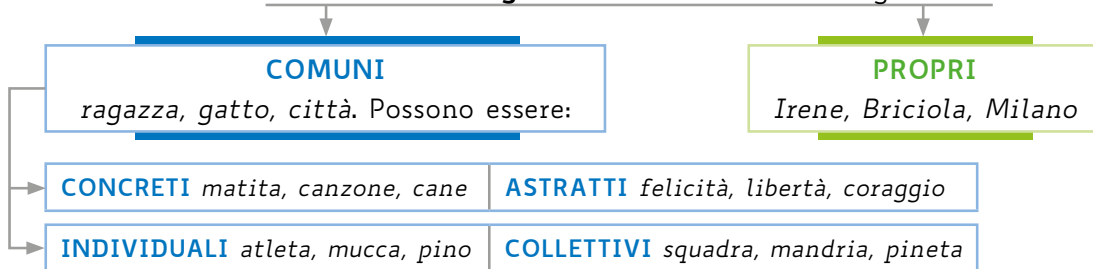 COMUNI
ragazza, gatto, città. Possono essere:
PROPRI
Irene, Briciola, Milano
CONCRETI matita, canzone, cane
ASTRATTI felicità, libertà, coraggio
INDIVIDUALI atleta, mucca, pino
COLLETTIVI squadra, mandria, pineta